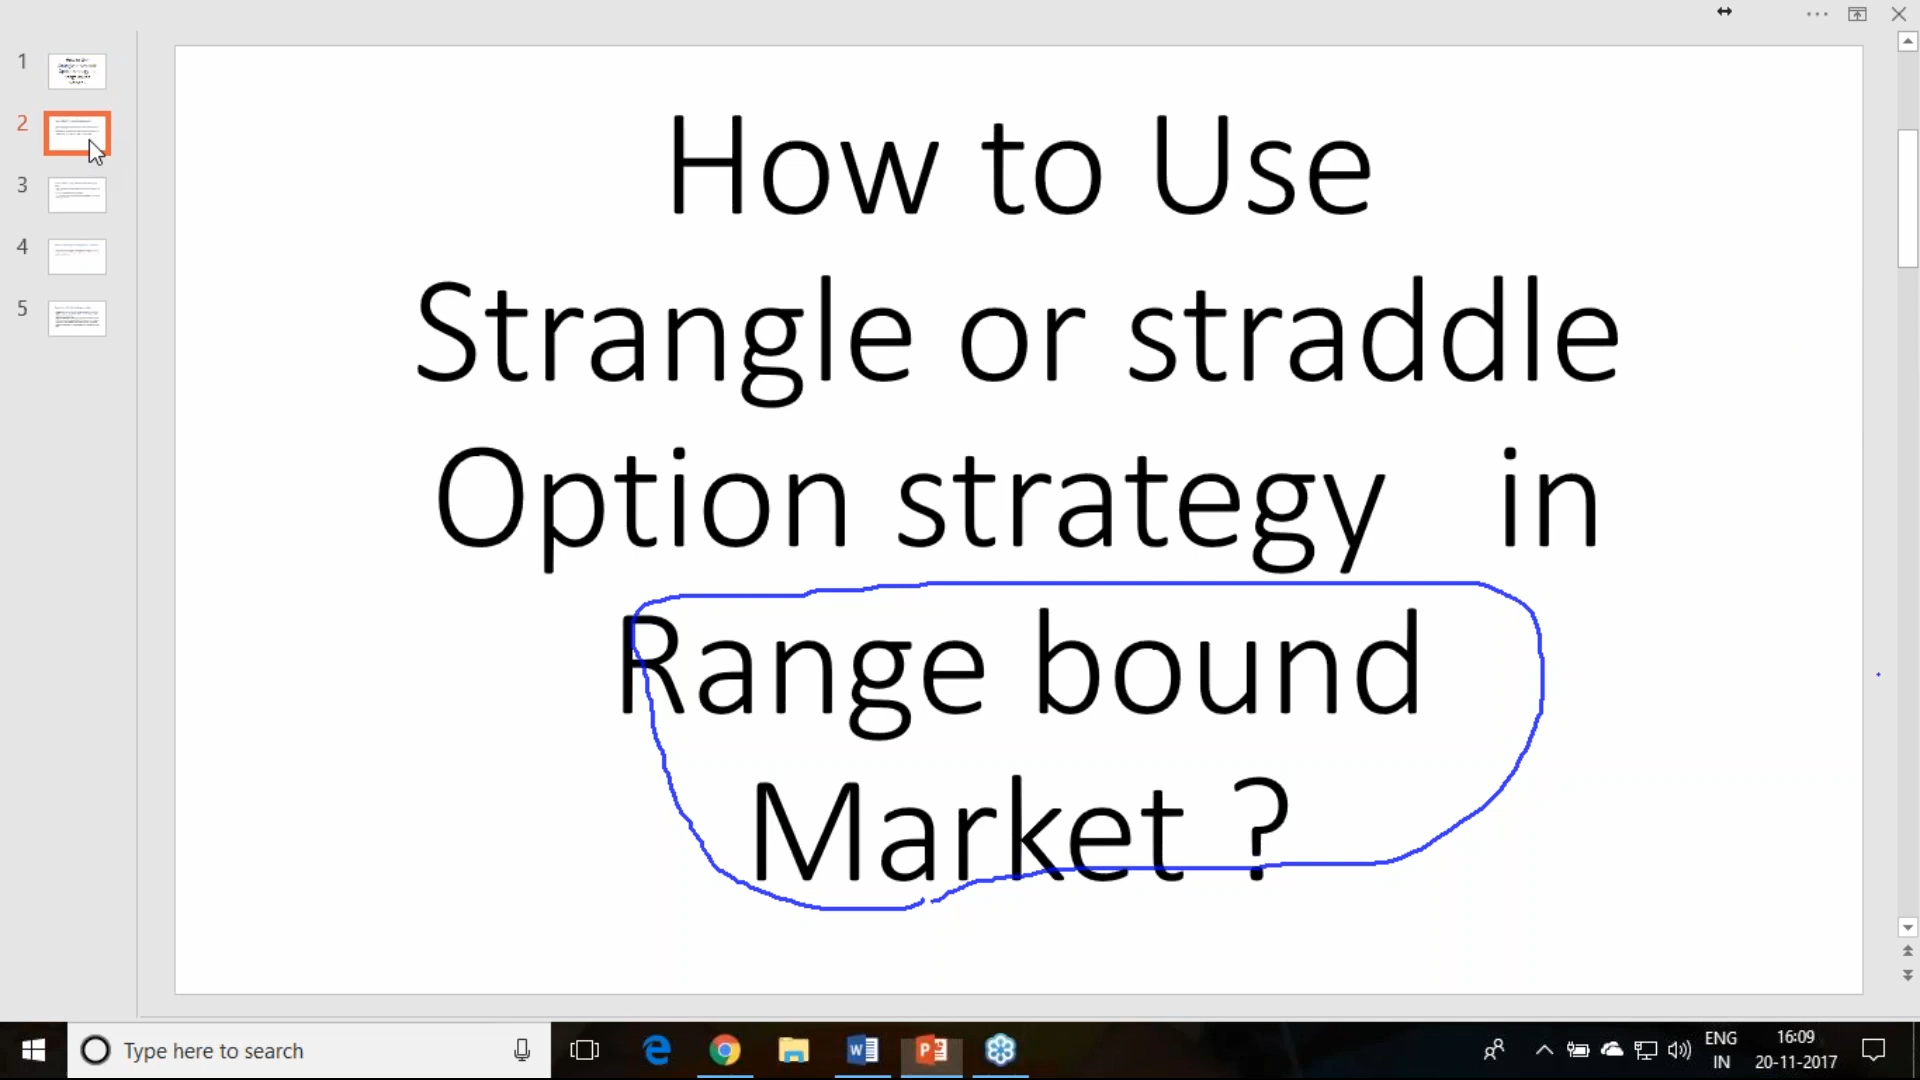 1
2
3
4
5
How to Use
Strangle or straddle
Option strategy in
Range bound
Market ?
Type here to search
ENG
IN
16:09
20-11-2017